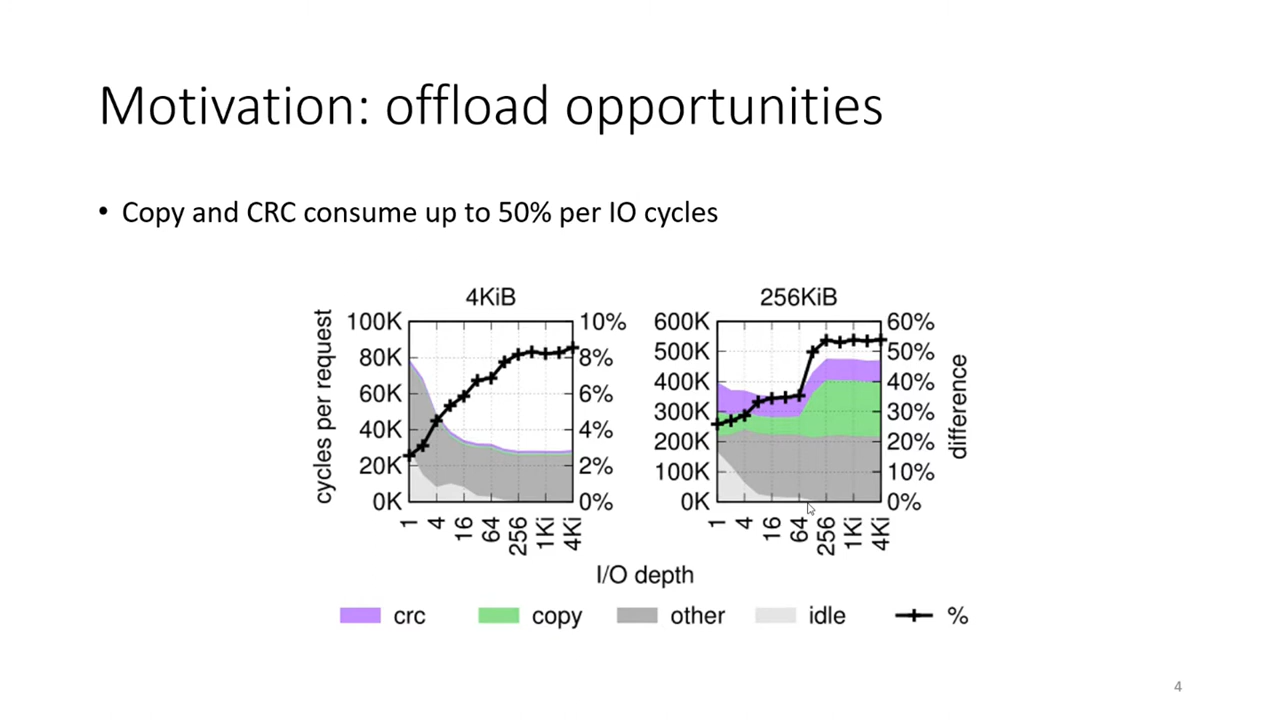 Motivation: offload opportunities
• Copy and CRC consume up to 50% per IO cycles
4KiB
256KiB
cycles per request
100K
80K
60K
40K
20K
0K
10%
8%
6%
4%
2%
0%
600K
500K
400K
300K
200K
100K
0K
60%
50%
40%
30%
20%
10%
0%
difference
1 4 16 64 256 1Ki 4Ki
1 4 16 64 256 1Ki 4Ki
I/O depth
crc copy other idle %
4